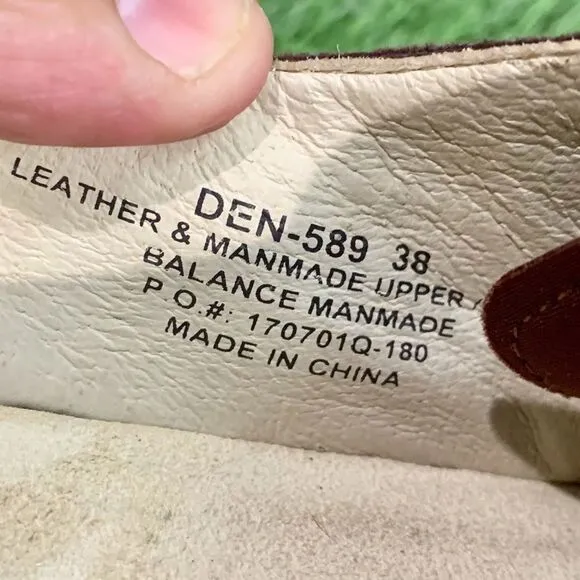 DEN-589 38
LEATHER & MANMADE UPPER
BALANCE MANMADE
P.O.#: 170701Q-180
MADE IN CHINA